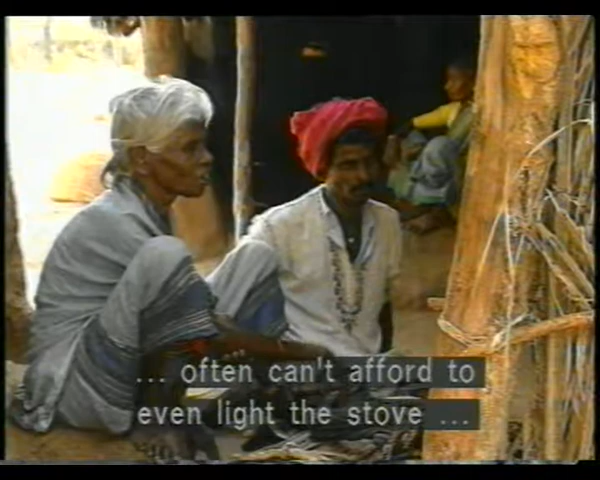 ... often can't afford to
even light the stove ...